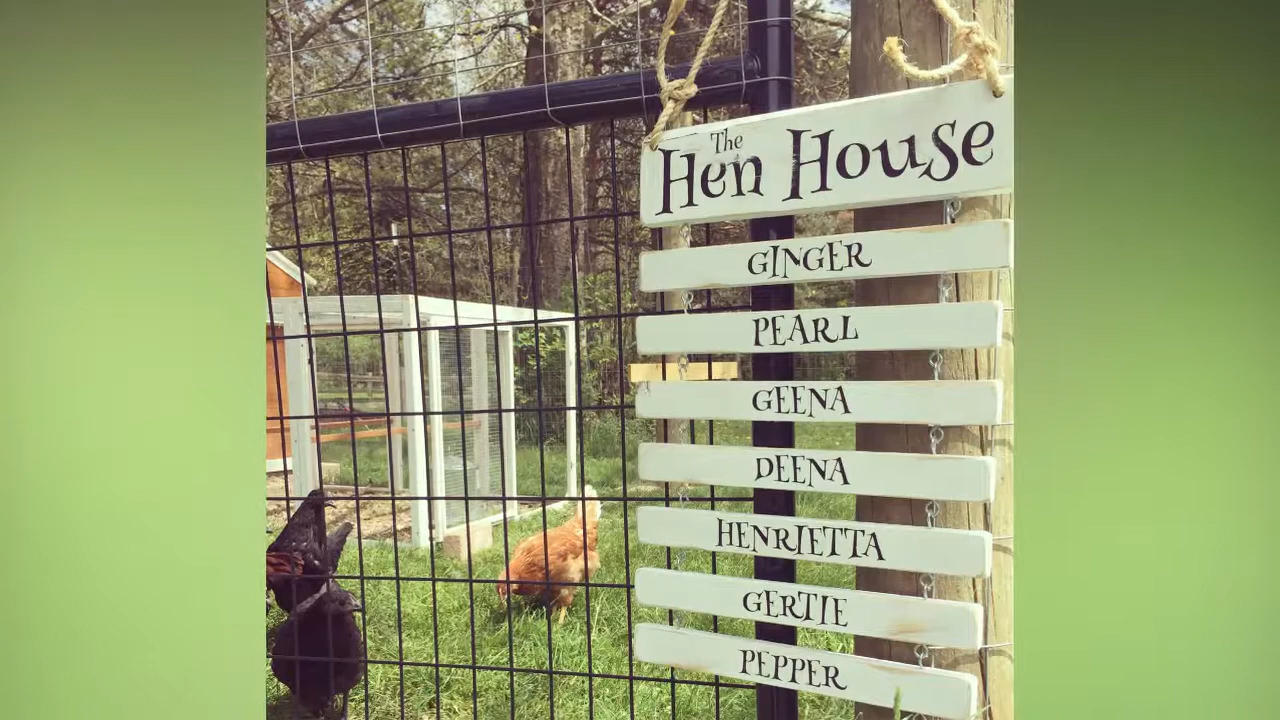 The
Hen House
GINGER
PEARL
GEENA
DEENA
HENRIETTA
GERTIE
PEPPER